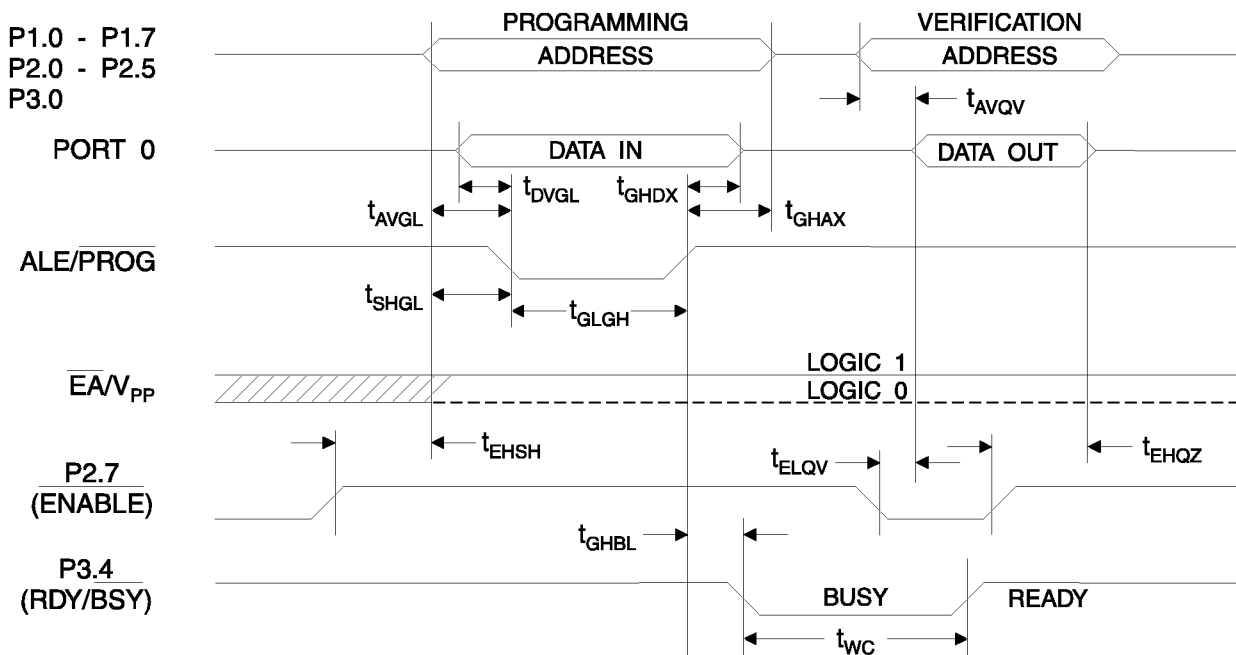 PROGRAMMING VERIFICATION
P1.0 - P1.7
P2.0 - P2.5
P3.0
ADDRESS ADDRESS
tAVQV
PORT 0 DATA IN DATA OUT
tDVGL tGHDX
tAVGL tGHAX
ALE/PROG
tSHGL tGLGH
LOGIC 1
EA/VPP
LOGIC 0
tEHSH tELQV tEHQZ
P2.7
(ENABLE)
tGHBL
P3.4
(RDY/BSY)
BUSY READY
tWC